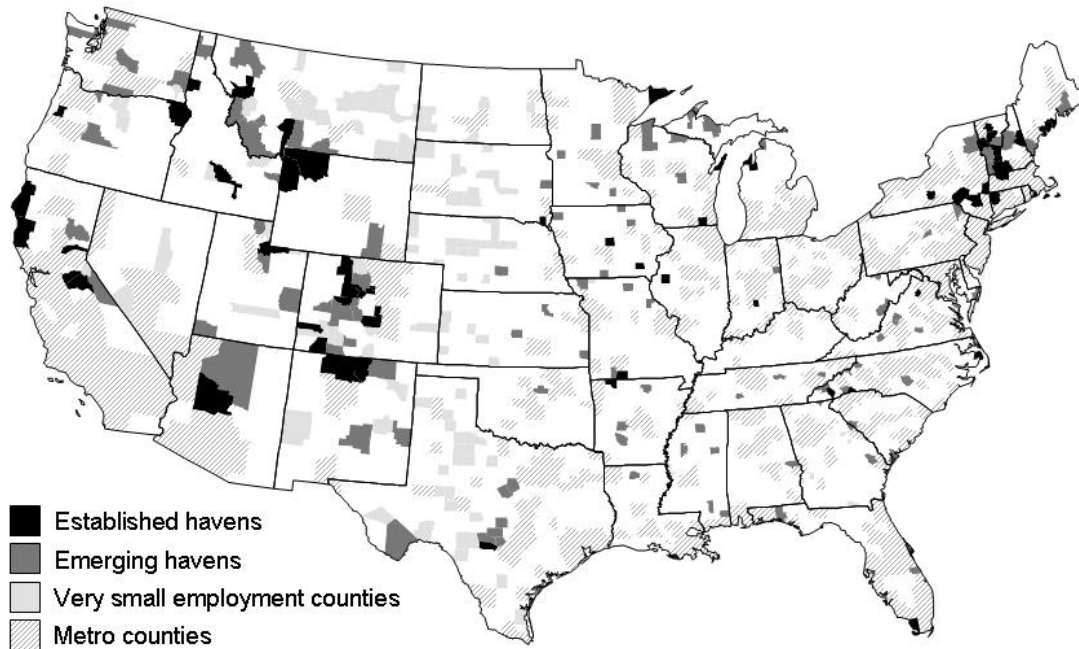 Established havens
Emerging havens
Very small employment counties
Metro counties